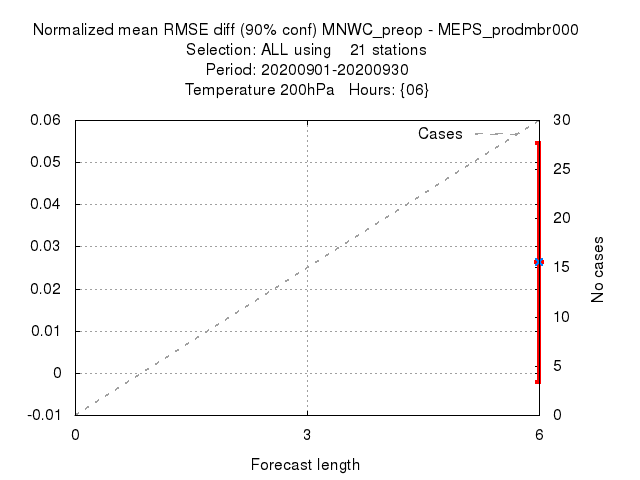 Normalized mean RMSE diff (90% conf) MNWC_preop - MEPS_prodmbr000
Selection: ALL using    21 stations
Period: 20200901-20200930
Temperature 200hPa   Hours: {06}
Cases
0.06
0.05
0.04
0.03
0.02
0.01
0
-0.01
30
25
20
15
10
5
0
No cases
0
3
6
Forecast length